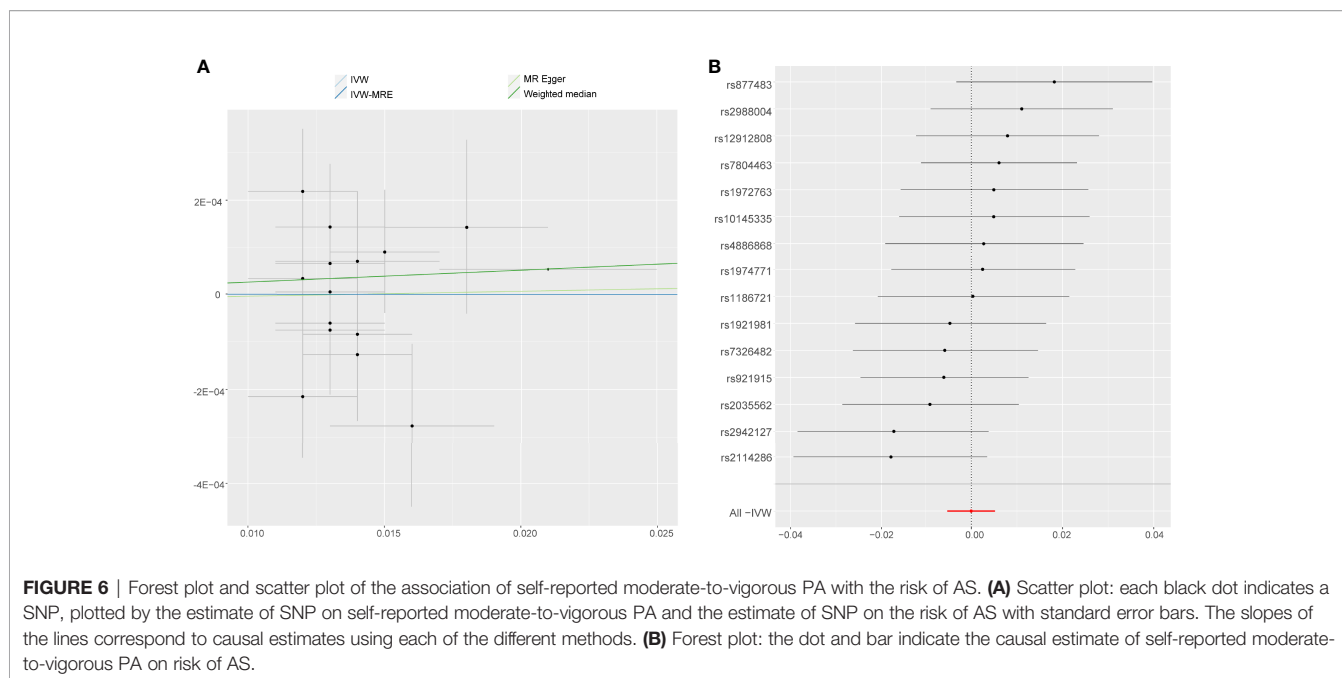 A
IVW
IVW-MRE
MR Egger
Weighted median
2E-04
0
-2E-04
-4E-04
0.010
0.015
0.020
0.025
B
rs877483
rs2988004
rs12912808
rs7804463
rs1972763
rs10145335
rs4886868
rs1974771
rs1186721
rs1921981
rs7326482
rs921915
rs2035562
rs2942127
rs2114286
All -IVW
-0.04
-0.02
0.00
0.02
0.04
FIGURE 6 | Forest plot and scatter plot of the association of self-reported moderate-to-vigorous PA with the risk of AS. (A) Scatter plot: each black dot indicates a
SNP, plotted by the estimate of SNP on self-reported moderate-to-vigorous PA and the estimate of SNP on the risk of AS with standard error bars. The slopes of
the lines correspond to causal estimates using each of the different methods. (B) Forest plot: the dot and bar indicate the causal estimate of self-reported moderate-
to-vigorous PA on risk of AS.